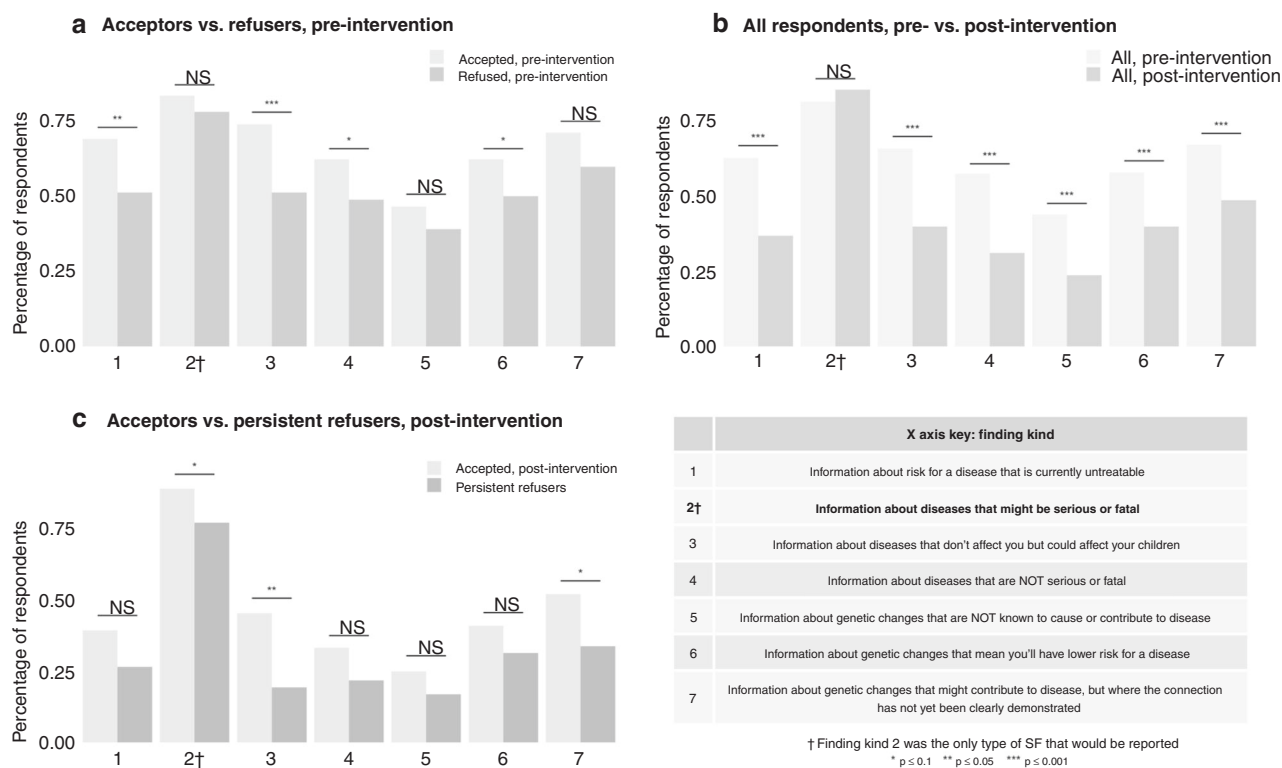 a Acceptors vs. refusers, pre-intervention
Accepted, pre-intervention
Refused, pre-intervention
Percentage of respondents
0.75
0.50
0.25
0.00
** NS *** * NS * NS
1 2† 3 4 5 6 7
b All respondents, pre- vs. post-intervention
All, pre-intervention
All, post-intervention
Percentage of respondents
0.75
0.50
0.25
0.00
*** NS *** *** *** *** ***
1 2† 3 4 5 6 7
c Acceptors vs. persistent refusers, post-intervention
Accepted, post-intervention
Persistent refusers
Percentage of respondents
0.75
0.50
0.25
0.00
NS * ** NS NS NS *
1 2† 3 4 5 6 7
X axis key: finding kind
1 Information about risk for a disease that is currently untreatable
2† Information about diseases that might be serious or fatal
3 Information about diseases that don't affect you but could affect your children
4 Information about diseases that are NOT serious or fatal
5 Information about genetic changes that are NOT known to cause or contribute to disease
6 Information about genetic changes that mean you'll have lower risk for a disease
7 Information about genetic changes that might contribute to disease, but where the connection
has not yet been clearly demonstrated
† Finding kind 2 was the only type of SF that would be reported
* p ≤ 0.1 ** p ≤ 0.05 *** p ≤ 0.001